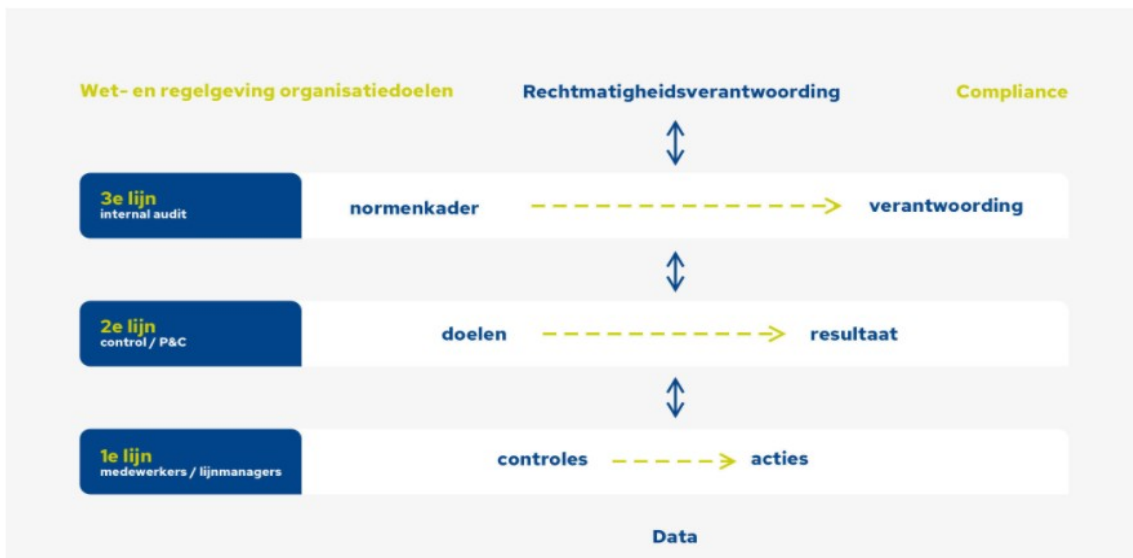 Wet- en regelgeving organisatiedoelen
Rechtmatigheidsverantwoording
Compliance
3e lijn
internal audit
normenkader
verantwoording
2e lijn
control / P&C
doelen
resultaat
1e lijn
medewerkers / lijnmanagers
controles
acties
Data